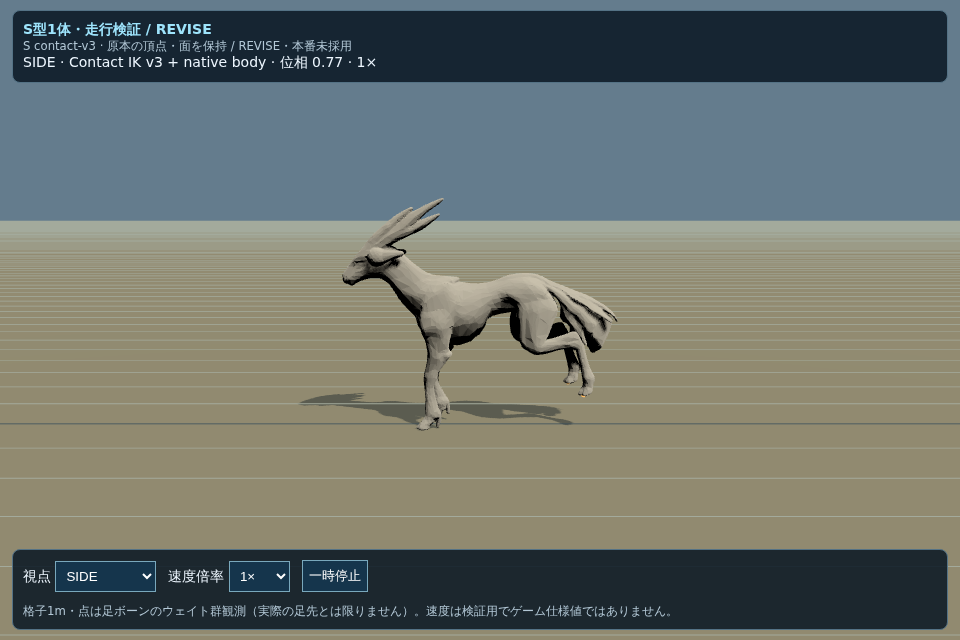 S型1体・走行検証 / REVISE
S contact-v3 · 原本の頂点・面を保持 / REVISE・本番未採用
SIDE · Contact IK v3 + native body · 位相 0.77 · 1×
視点 SIDE 速度倍率 1× 一時停止
格子1m・点は足ボーンのウェイト群観測（実際の足先とは限りません）。速度は検証用でゲーム仕様値ではありません。